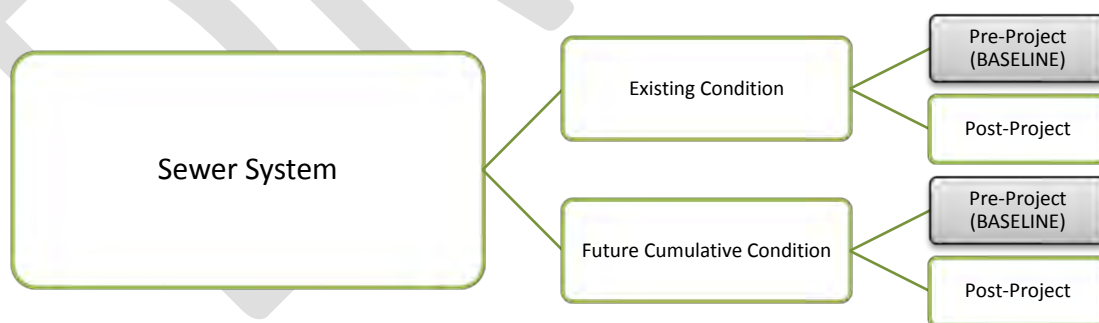 Sewer System
Existing Condition
Pre-Project
(BASELINE)
Post-Project
Future Cumulative Condition
Pre-Project
(BASELINE)
Post-Project